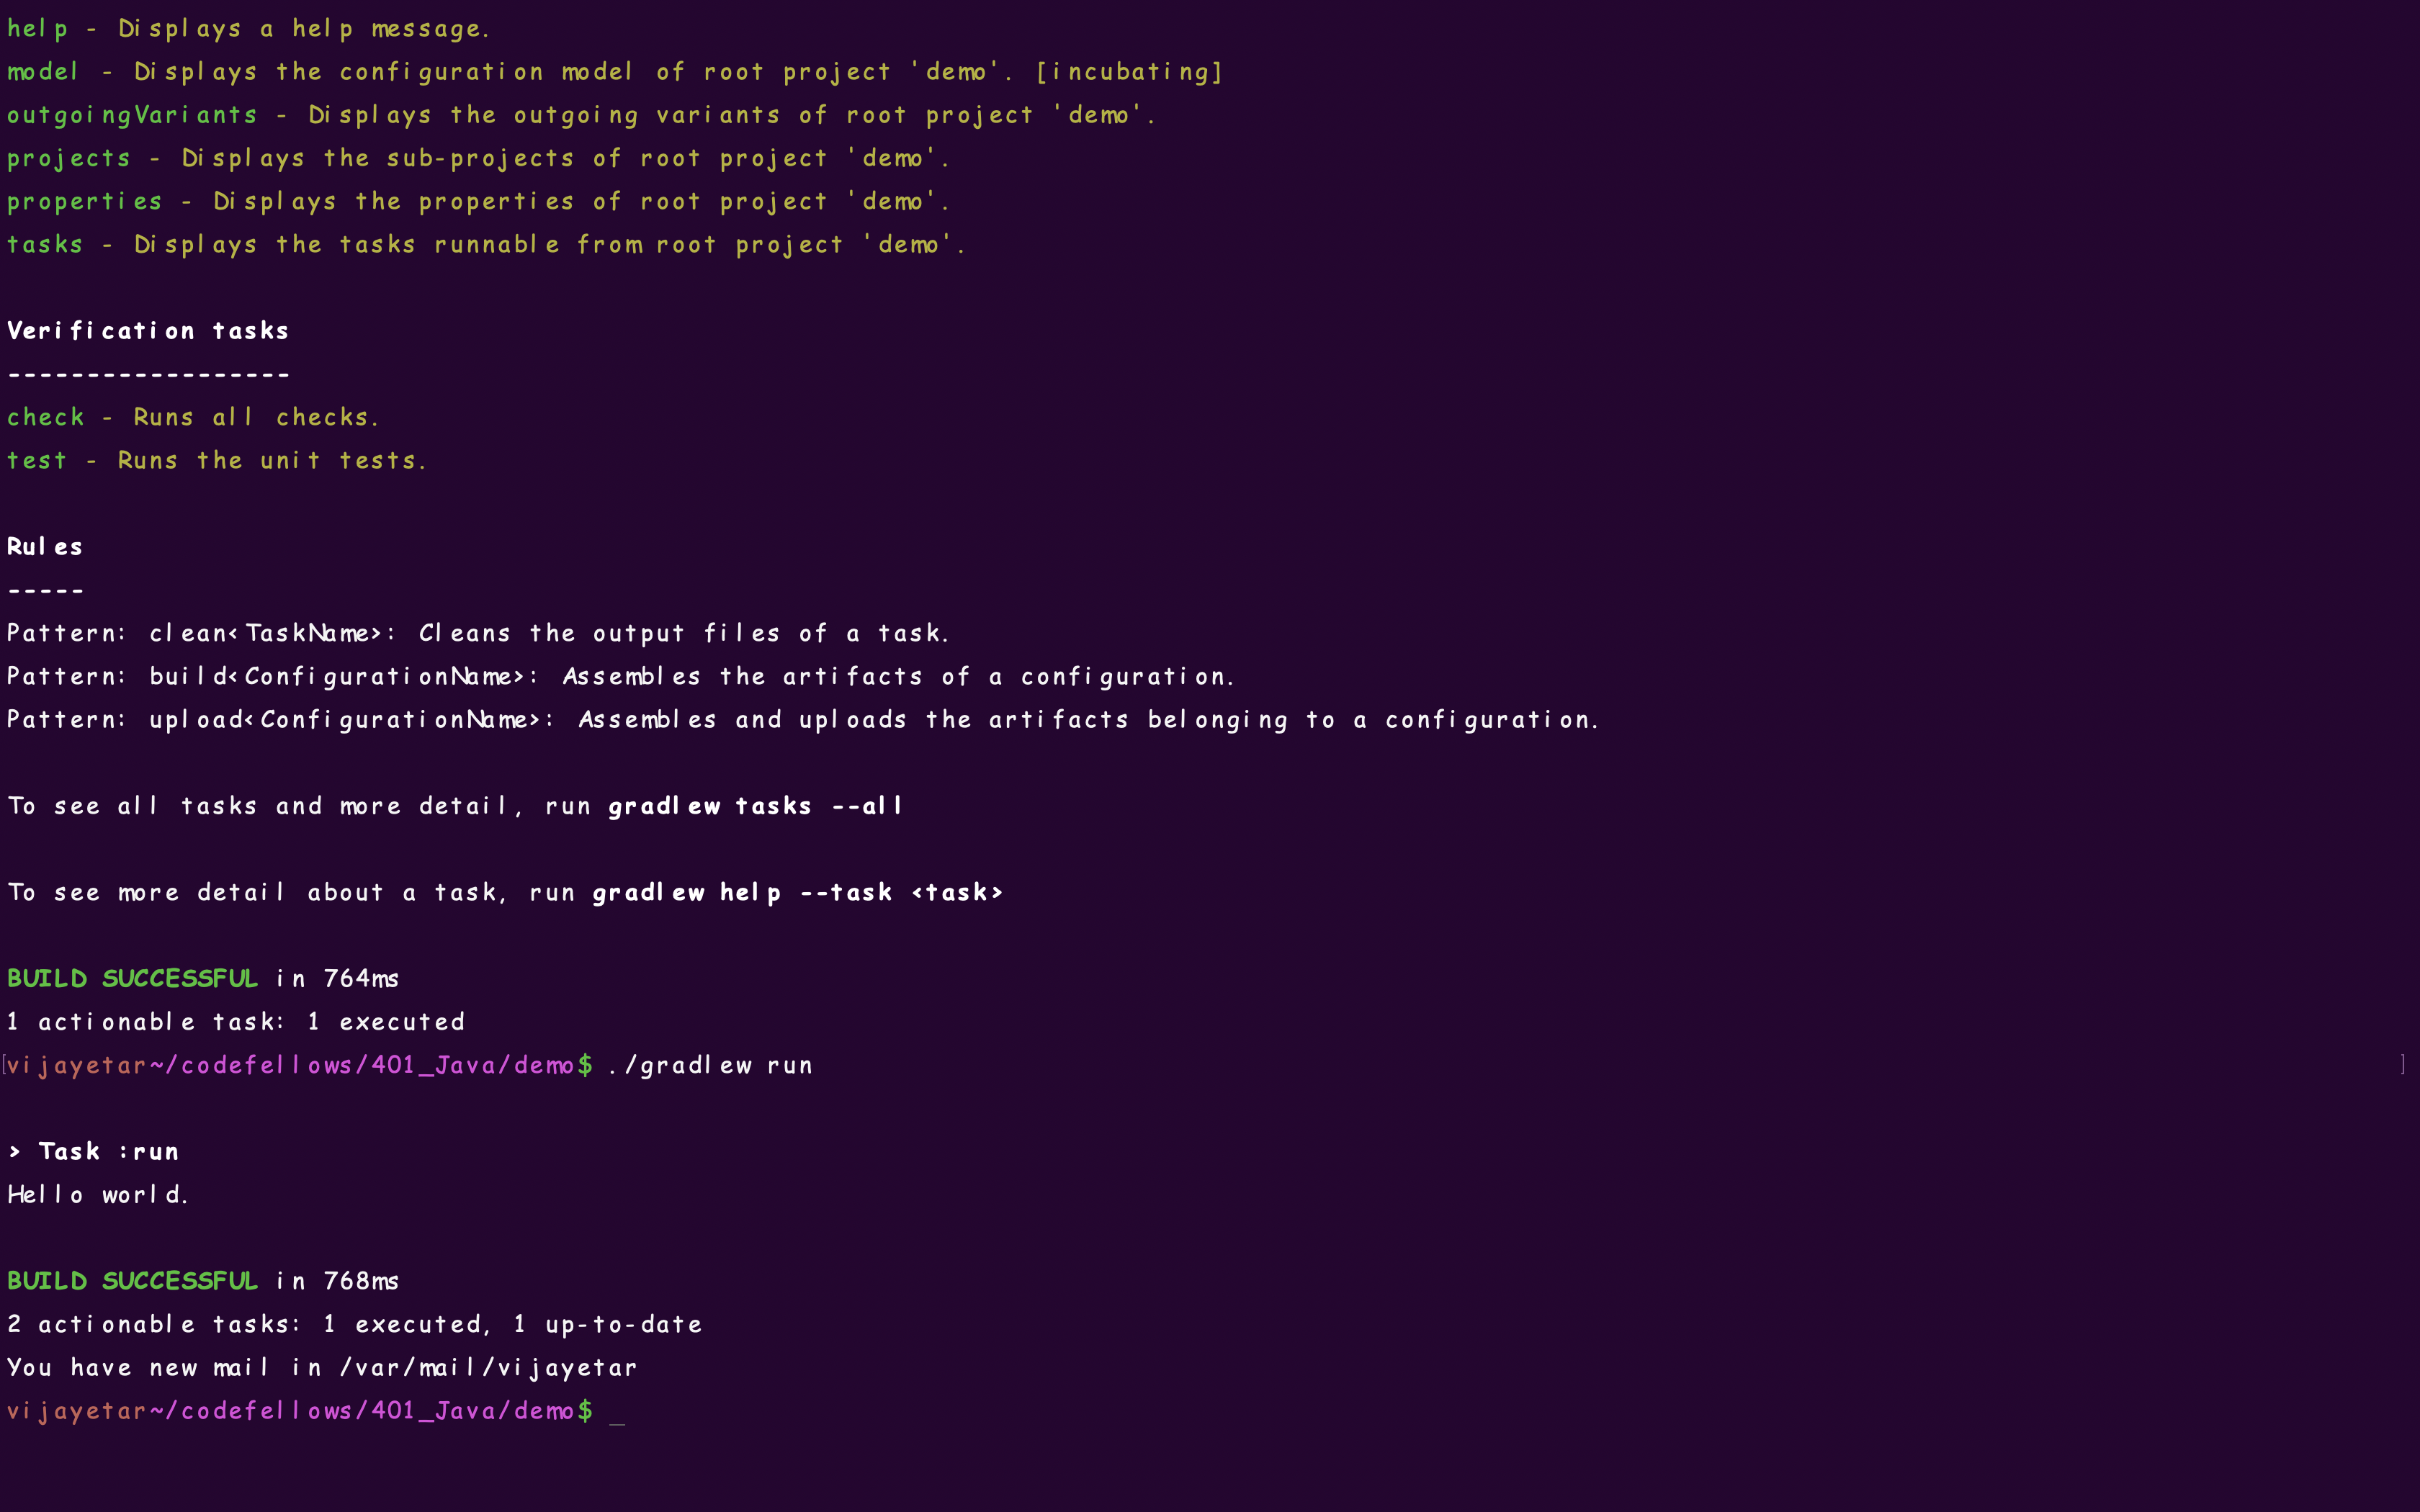 help - Displays a help message.
model - Displays the configuration model of root project 'demo'. [incubating]
outgoingVariants - Displays the outgoing variants of root project 'demo'.
projects - Displays the sub-projects of root project 'demo'.
properties - Displays the properties of root project 'demo'.
tasks - Displays the tasks runnable from root project 'demo'.
Verification tasks
------------------
check - Runs all checks.
test - Runs the unit tests.
Rules
-----
Pattern: clean<TaskName>: Cleans the output files of a task.
Pattern: build<ConfigurationName>: Assembles the artifacts of a configuration.
Pattern: upload<ConfigurationName>: Assembles and uploads the artifacts belonging to a configuration.
To see all tasks and more detail, run gradlew tasks --all
To see more detail about a task, run gradlew help --task <task>
BUILD SUCCESSFUL in 764ms
1 actionable task: 1 executed
[vijayetar~/codefellows/401_Java/demo$ ./gradlew run ]
> Task :run
Hello world.
BUILD SUCCESSFUL in 768ms
2 actionable tasks: 1 executed, 1 up-to-date
You have new mail in /var/mail/vijayetar
vijayetar~/codefellows/401_Java/demo$ _